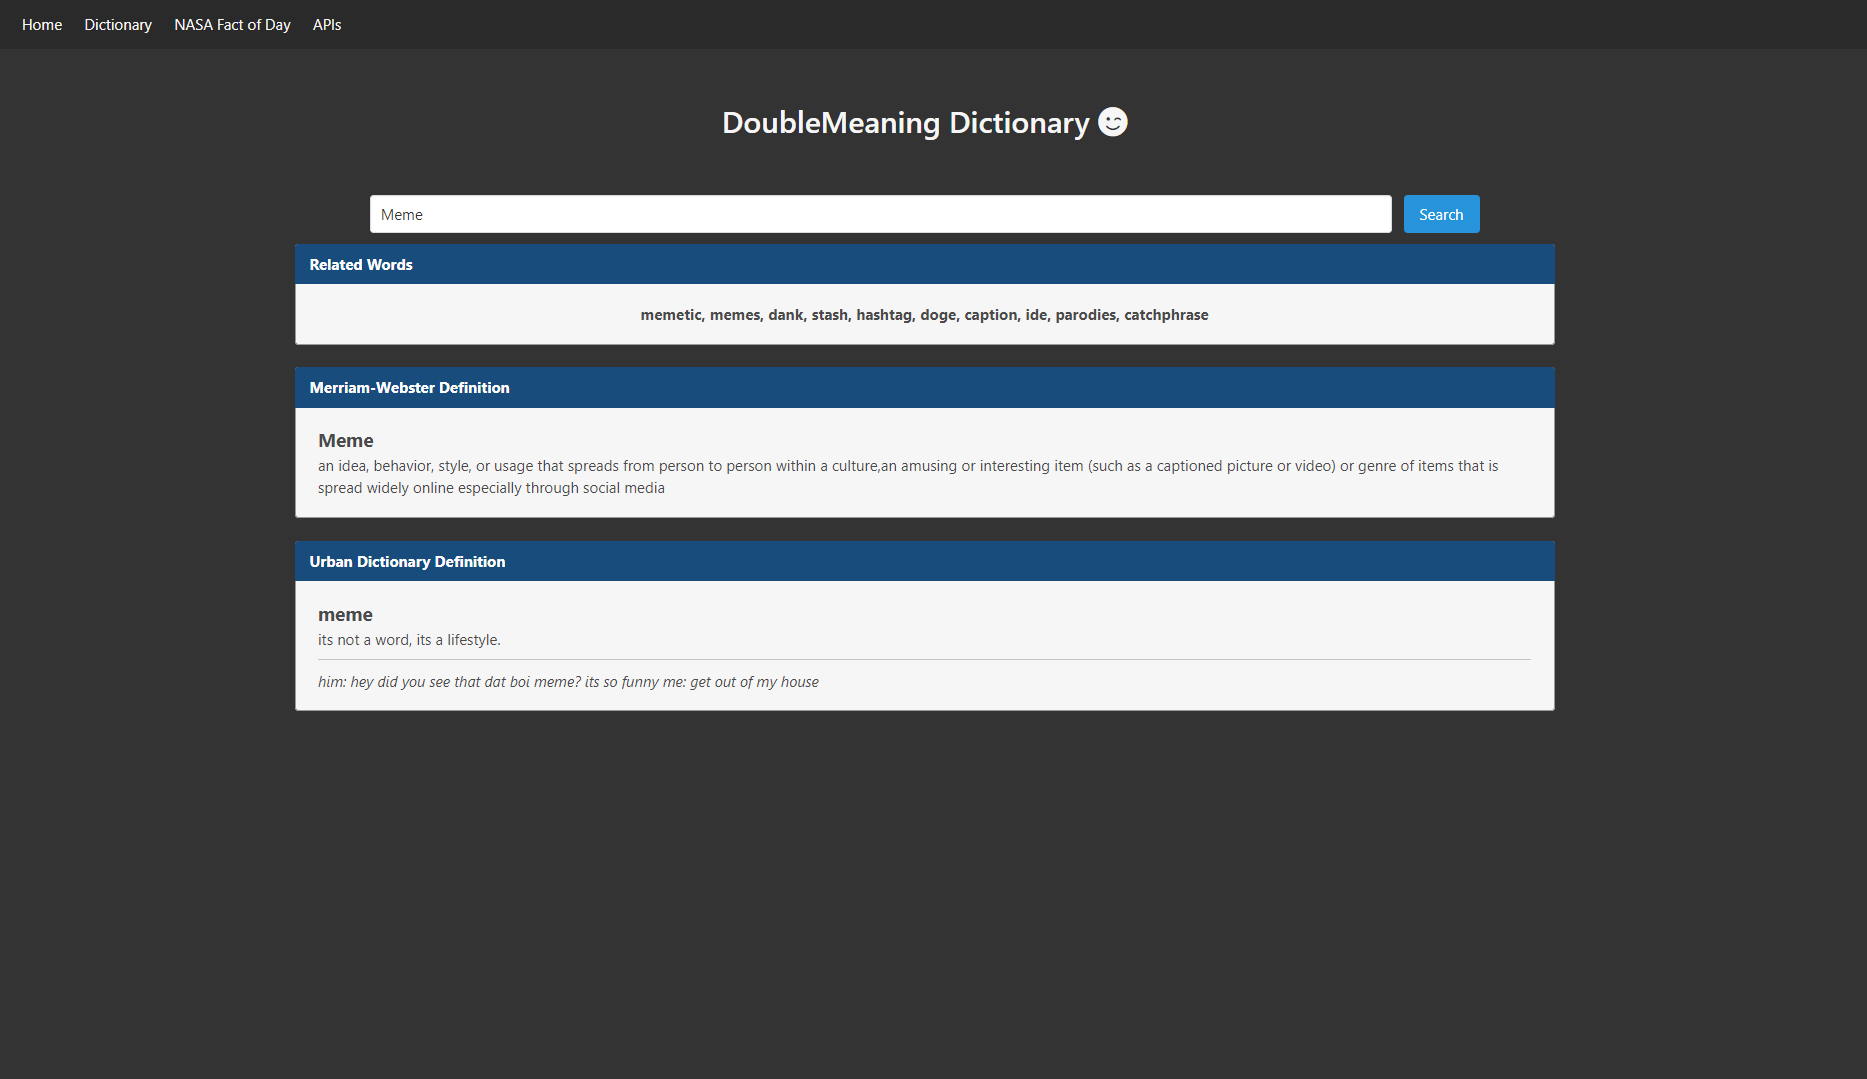 Home Dictionary NASA Fact of Day APIs
DoubleMeaning Dictionary
Meme Search
Related Words
memetic, memes, dank, stash, hashtag, doge, caption, ide, parodies, catchphrase
Merriam-Webster Definition
Meme
an idea, behavior, style, or usage that spreads from person to person within a culture,an amusing or interesting item (such as a captioned picture or video) or genre of items that is
spread widely online especially through social media
Urban Dictionary Definition
meme
its not a word, its a lifestyle.
him: hey did you see that dat boi meme? its so funny me: get out of my house